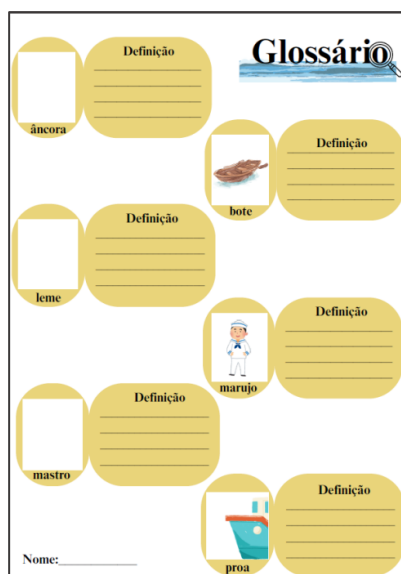 Glossário
Definição
âncora
Definição
bote
Definição
leme
Definição
marujo
Definição
mastro
Definição
proa
Nome: